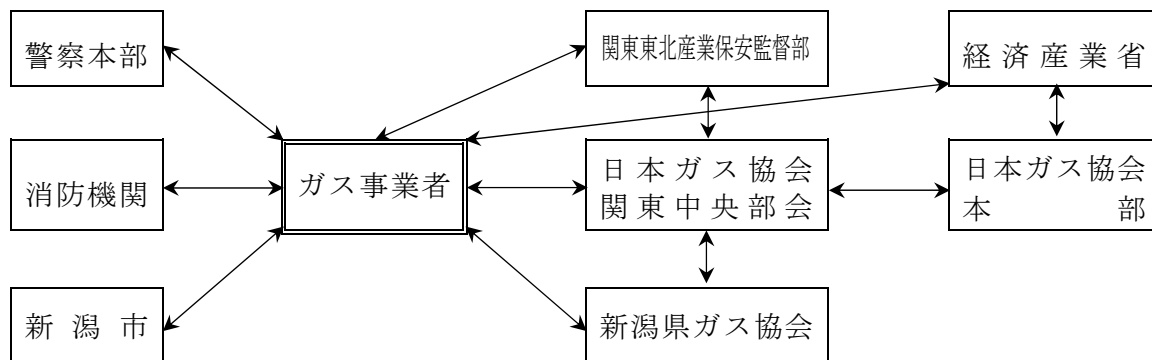 警察本部
関東東北産業保安監督部
経済産業省
消防機関
ガス事業者
日本ガス協会
関東中央部会
日本ガス協会
本部
新潟市
新潟県ガス協会